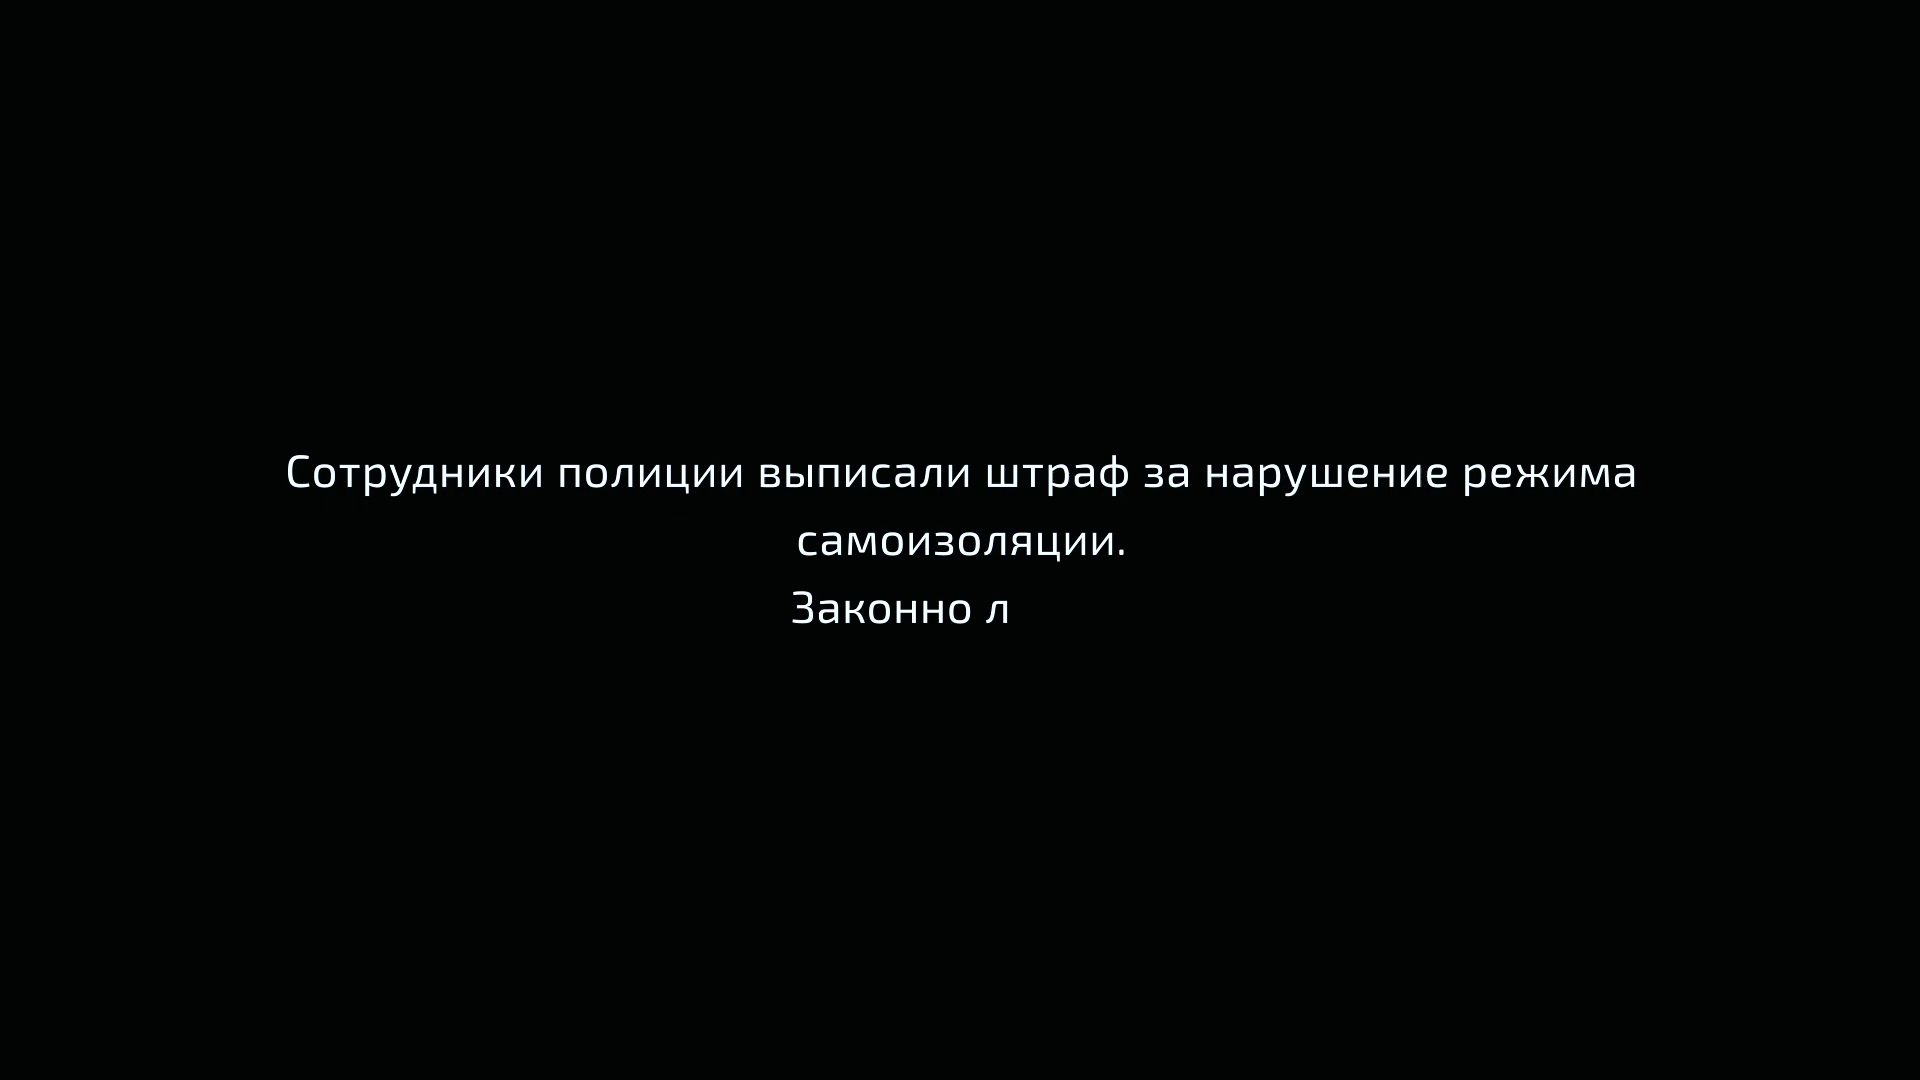 Сотрудники полиции выписали штраф за нарушение режима
самоизоляции.
Законно л